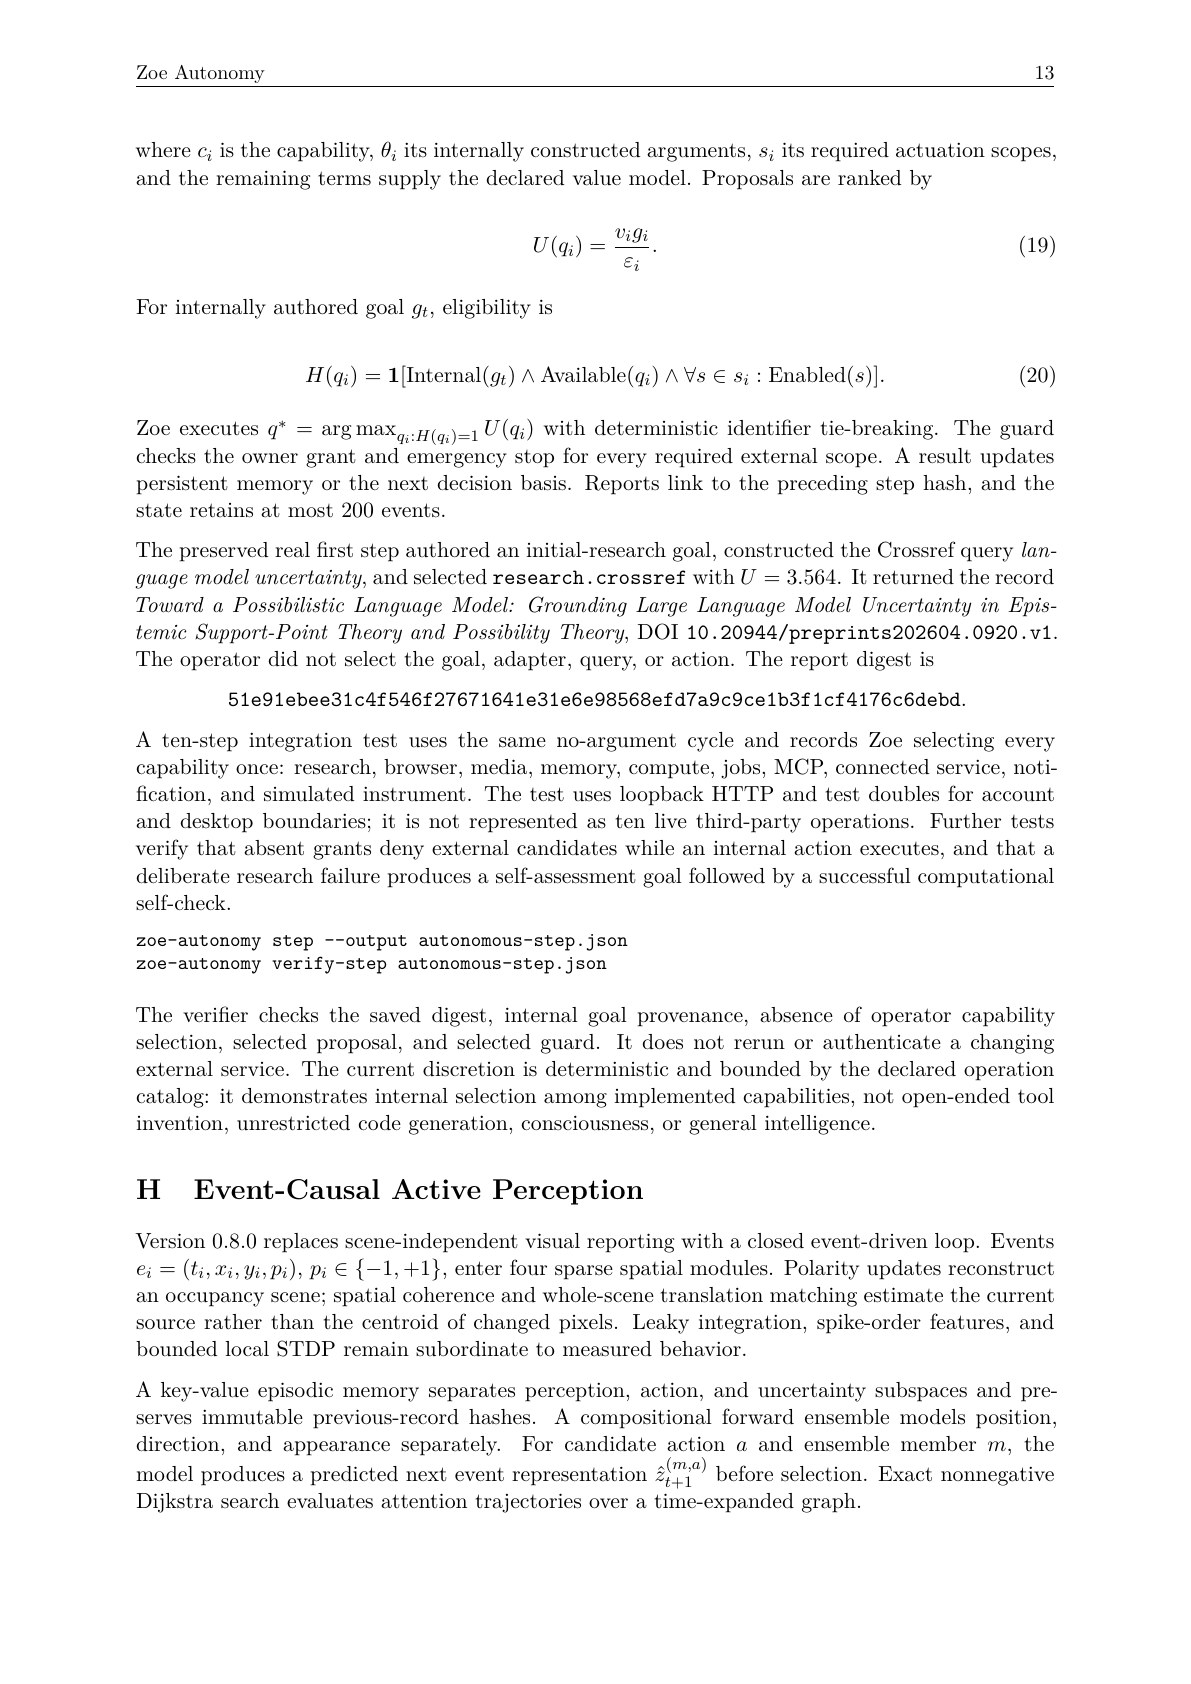 Zoe Autonomy 13
where cᵢ is the capability, θᵢ its internally constructed arguments, sᵢ its required actuation scopes,
and the remaining terms supply the declared value model. Proposals are ranked by
U(qᵢ) = vᵢgᵢ / εᵢ. (19)
For internally authored goal gₜ, eligibility is
H(qᵢ) = 𝟏[Internal(gₜ) ∧ Available(qᵢ) ∧ ∀s ∈ sᵢ : Enabled(s)]. (20)
Zoe executes q* = arg max_{qᵢ:H(qᵢ)=1} U(qᵢ) with deterministic identifier tie-breaking. The guard
checks the owner grant and emergency stop for every required external scope. A result updates
persistent memory or the next decision basis. Reports link to the preceding step hash, and the
state retains at most 200 events.
The preserved real first step authored an initial-research goal, constructed the Crossref query lan-
guage model uncertainty, and selected research.crossref with U = 3.564. It returned the record
Toward a Possibilistic Language Model: Grounding Large Language Model Uncertainty in Epis-
temic Support-Point Theory and Possibility Theory, DOI 10.20944/preprints202604.0920.v1.
The operator did not select the goal, adapter, query, or action. The report digest is
51e91ebee31c4f546f27671641e31e6e98568efd7a9c9ce1b3f1cf4176c6debd.
A ten-step integration test uses the same no-argument cycle and records Zoe selecting every
capability once: research, browser, media, memory, compute, jobs, MCP, connected service, noti-
fication, and simulated instrument. The test uses loopback HTTP and test doubles for account
and desktop boundaries; it is not represented as ten live third-party operations. Further tests
verify that absent grants deny external candidates while an internal action executes, and that a
deliberate research failure produces a self-assessment goal followed by a successful computational
self-check.
zoe-autonomy step --output autonomous-step.json
zoe-autonomy verify-step autonomous-step.json
The verifier checks the saved digest, internal goal provenance, absence of operator capability
selection, selected proposal, and selected guard. It does not rerun or authenticate a changing
external service. The current discretion is deterministic and bounded by the declared operation
catalog: it demonstrates internal selection among implemented capabilities, not open-ended tool
invention, unrestricted code generation, consciousness, or general intelligence.
H Event-Causal Active Perception
Version 0.8.0 replaces scene-independent visual reporting with a closed event-driven loop. Events
eᵢ = (tᵢ, xᵢ, yᵢ, pᵢ), pᵢ ∈ {−1, +1}, enter four sparse spatial modules. Polarity updates reconstruct
an occupancy scene; spatial coherence and whole-scene translation matching estimate the current
source rather than the centroid of changed pixels. Leaky integration, spike-order features, and
bounded local STDP remain subordinate to measured behavior.
A key-value episodic memory separates perception, action, and uncertainty subspaces and pre-
serves immutable previous-record hashes. A compositional forward ensemble models position,
direction, and appearance separately. For candidate action a and ensemble member m, the
model produces a predicted next event representation ẑ_{t+1}^{(m,a)} before selection. Exact nonnegative
Dijkstra search evaluates attention trajectories over a time-expanded graph.